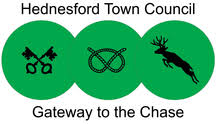 Hednesford Town Council
Gateway to the Chase